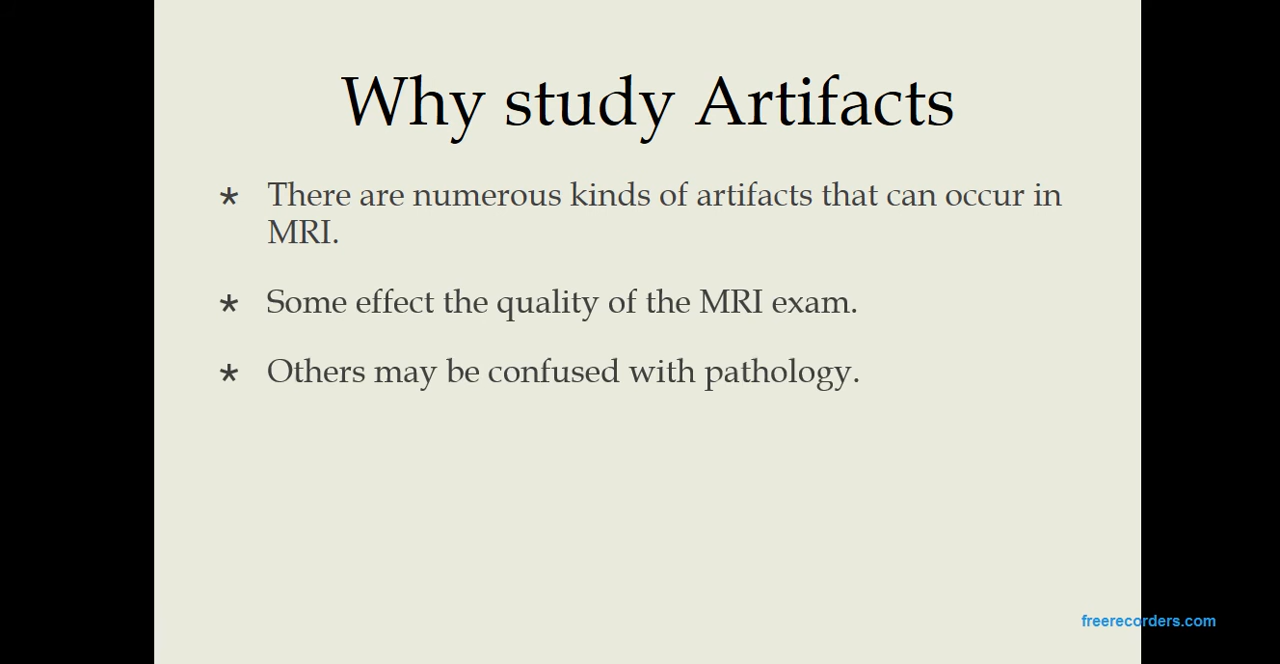 Why study Artifacts
* There are numerous kinds of artifacts that can occur in
MRI.
* Some effect the quality of the MRI exam.
* Others may be confused with pathology.
freerecorders.com